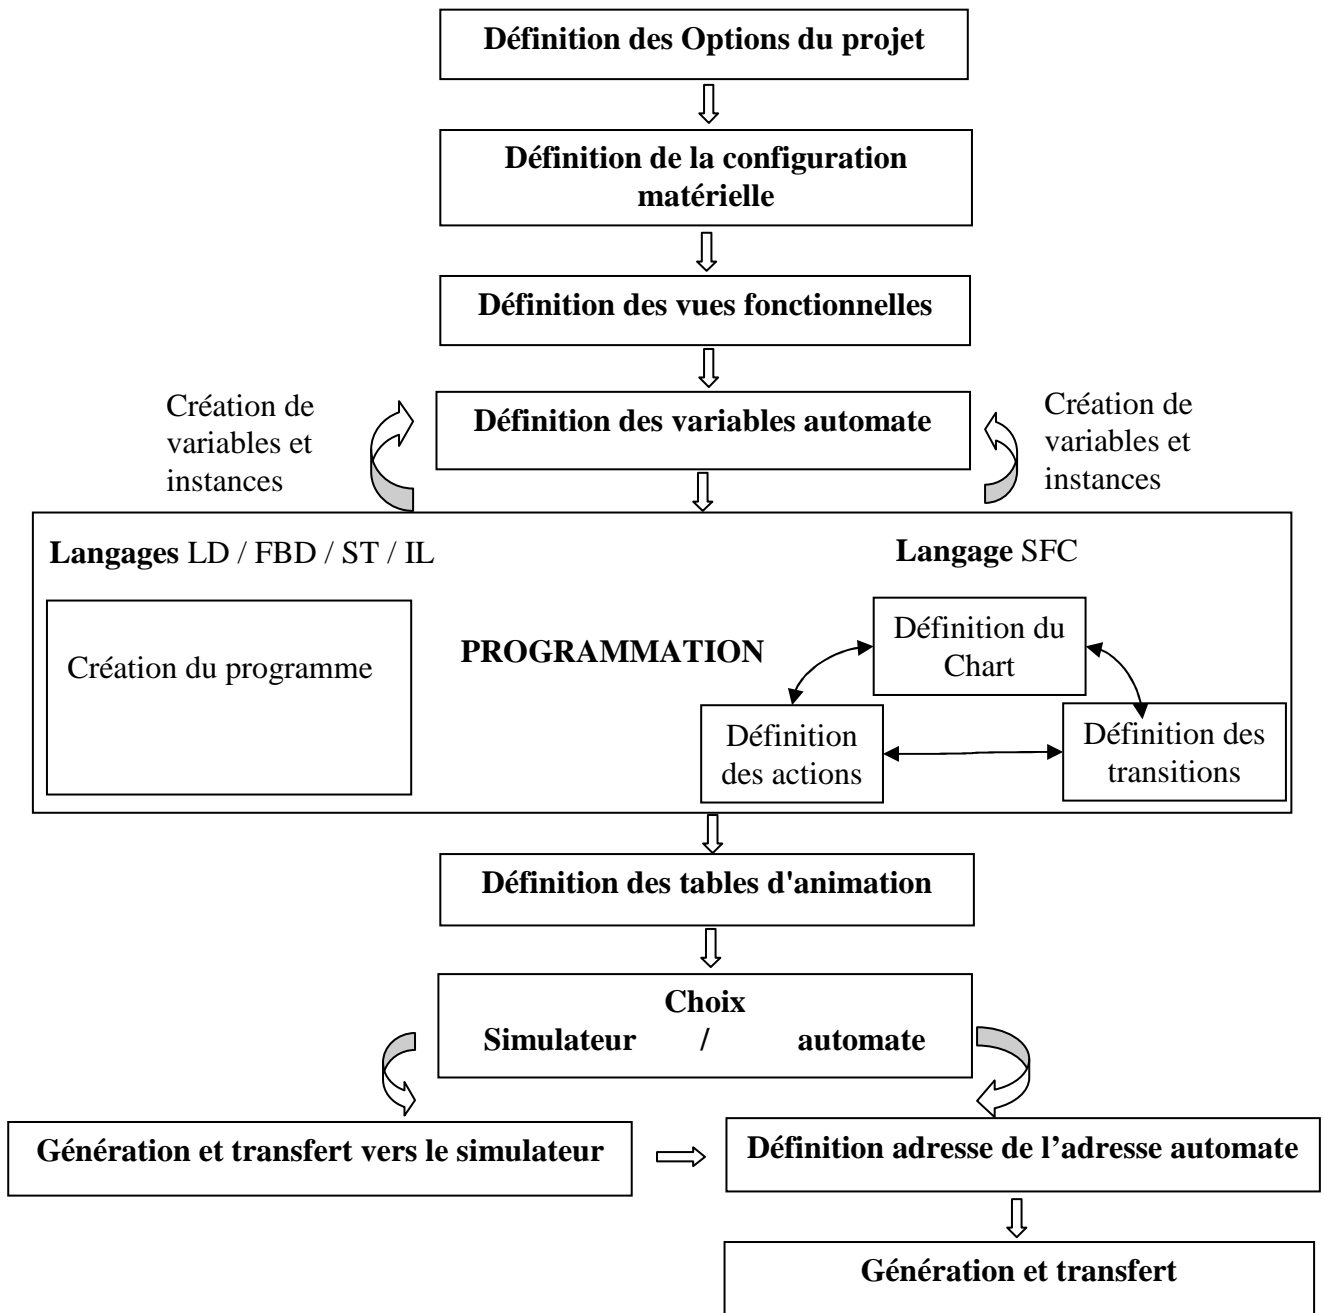 Définition des Options du projet
Définition de la configuration
matérielle
Définition des vues fonctionnelles
Création de
variables et
instances
Définition des variables automate
Création de
variables et
instances
Langages LD / FBD / ST / IL
Langage SFC
Création du programme
PROGRAMMATION
Définition du
Chart
Définition
des actions
Définition des
transitions
Définition des tables d'animation
Choix
Simulateur / automate
Génération et transfert vers le simulateur
Définition adresse de l’adresse automate
Génération et transfert